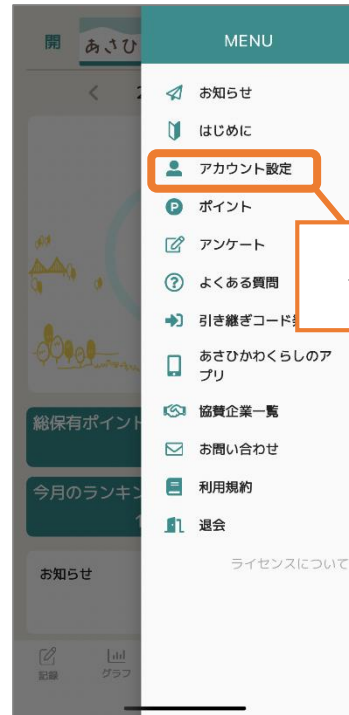 開
あさひ
MENU
お知らせ
はじめに
アカウント設定
ポイント
アンケート
よくある質問
引き継ぎコード
あさひかわくらしのア
プリ
協賛企業一覧
お問い合わせ
利用規約
退会
ライセンスについて
総保有ポイント
今月のランキン
お知らせ
記録
グラフ